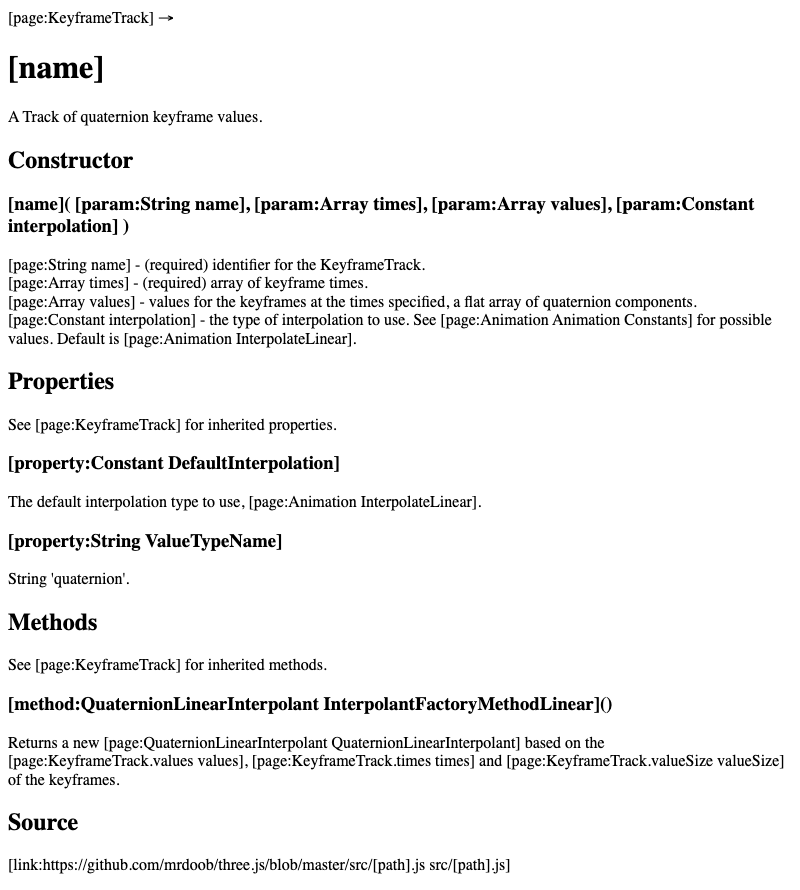 [page:KeyframeTrack] →
[name]
A Track of quaternion keyframe values.
Constructor
[name]( [param:String name], [param:Array times], [param:Array values], [param:Constant
interpolation] )
[page:String name] - (required) identifier for the KeyframeTrack.
[page:Array times] - (required) array of keyframe times.
[page:Array values] - values for the keyframes at the times specified, a flat array of quaternion components.
[page:Constant interpolation] - the type of interpolation to use. See [page:Animation Animation Constants] for possible
values. Default is [page:Animation InterpolateLinear].
Properties
See [page:KeyframeTrack] for inherited properties.
[property:Constant DefaultInterpolation]
The default interpolation type to use, [page:Animation InterpolateLinear].
[property:String ValueTypeName]
String 'quaternion'.
Methods
See [page:KeyframeTrack] for inherited methods.
[method:QuaternionLinearInterpolant InterpolantFactoryMethodLinear]()
Returns a new [page:QuaternionLinearInterpolant QuaternionLinearInterpolant] based on the
[page:KeyframeTrack.values values], [page:KeyframeTrack.times times] and [page:KeyframeTrack.valueSize valueSize]
of the keyframes.
Source
[link:https://github.com/mrdoob/three.js/blob/master/src/[path].js src/[path].js]